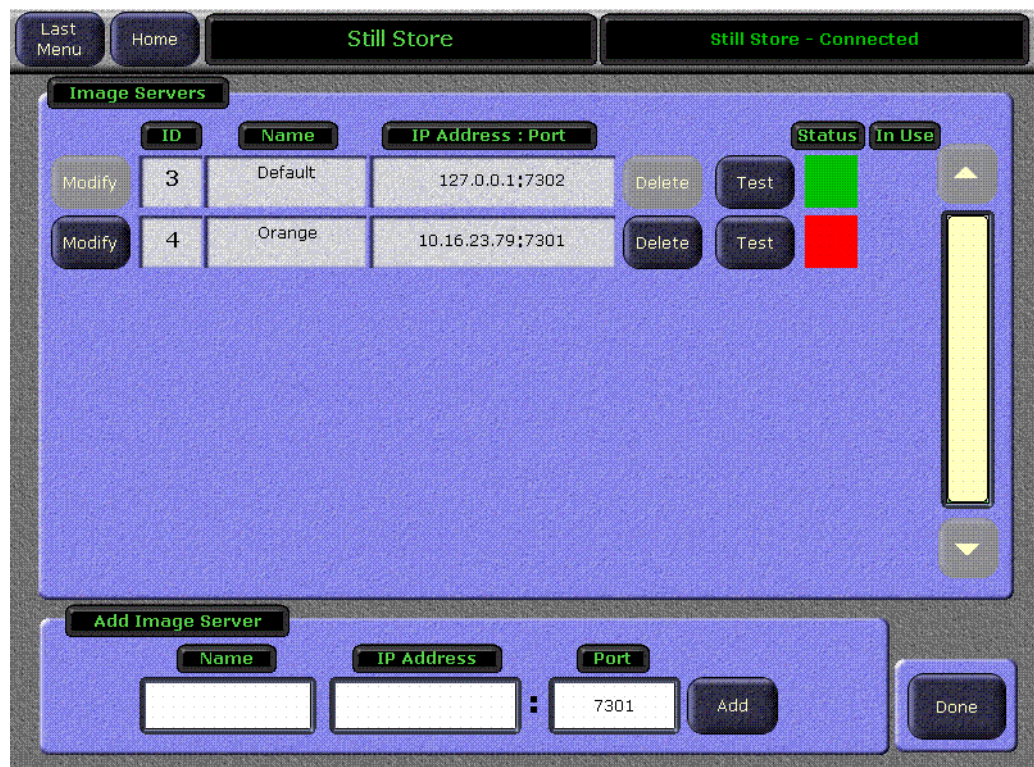 Last
Menu
Home
Still Store
Still Store - Connected
Image Servers
ID
Name
IP Address : Port
Status
In Use
Modify
3
Default
127.0.0.1:7302
Delete
Test
Modify
4
Orange
10.16.23.79:7301
Delete
Test
Add Image Server
Name
IP Address
Port
:
7301
Add
Done